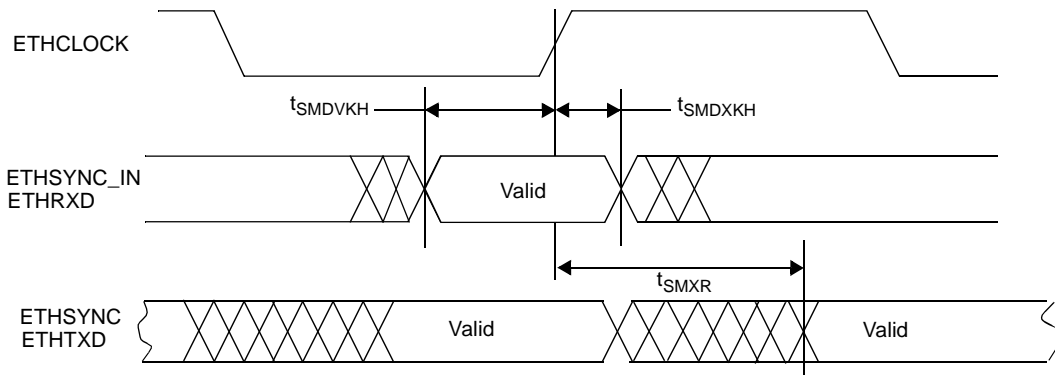 ETHCLOCK
tSMDVKH
tSMDXKH
ETHSYNC_IN
ETHRXD
Valid
tSMXR
ETHSYNC
ETHTXD
Valid
Valid